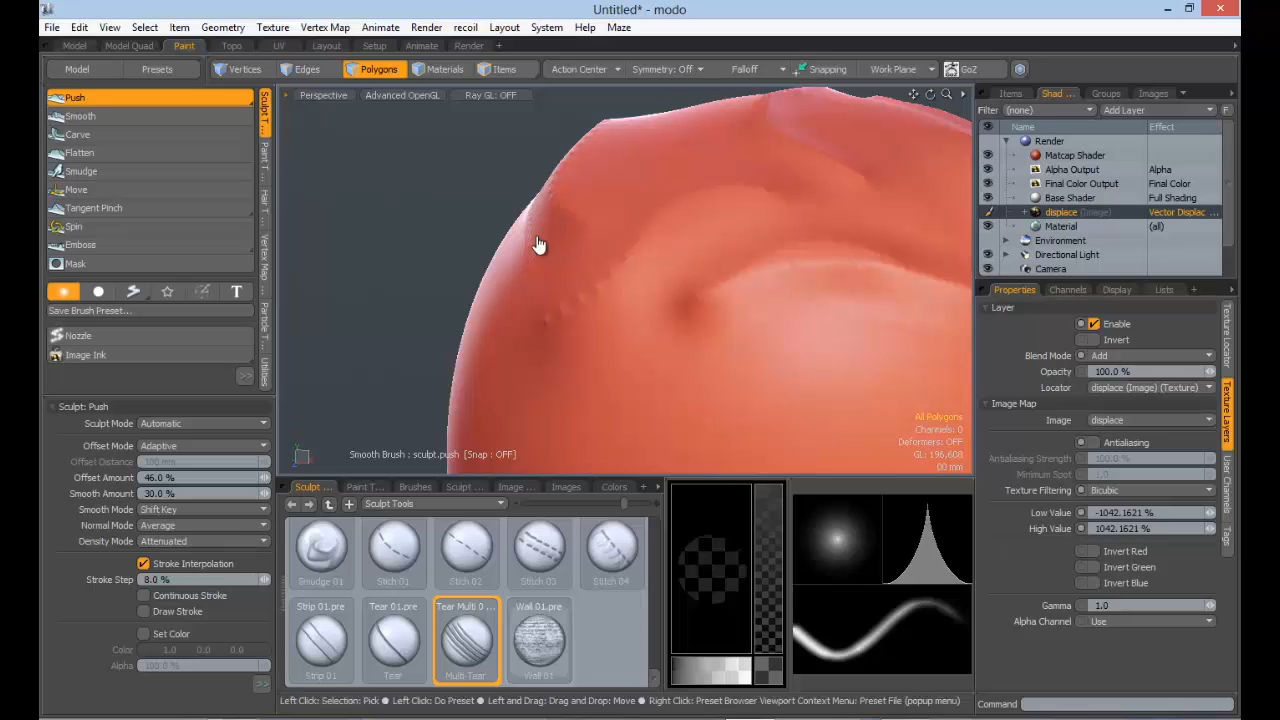 Untitled* - modo
File Edit View Select Item Geometry Texture Vertex Map Animate Render recoil Layout System Help Maze
Model Model Quad Paint Topo UV Layout Setup Animate Render +
Model Presets Vertices Edges Polygons Materials Items Action Center Symmetry: Off Falloff Snapping Work Plane GoZ
Push
Smooth
Carve
Flatten
Smudge
Move
Tangent Pinch
Spin
Emboss
Mask
T
Save Brush Preset...
Nozzle
Image Ink
>>
Sculpt T...
Paint T...
Hair T...
Vertex Map ...
Particle T...
Utilities
Sculpt: Push
Sculpt Mode Automatic
Offset Mode Adaptive
Offset Distance 100 mm
Offset Amount 46.0 %
Smooth Amount 30.0 %
Smooth Mode Shift Key
Normal Mode Average
Density Mode Attenuated
Stroke Interpolation
Stroke Step 8.0 %
Continuous Stroke
Draw Stroke
Set Color
Color 1.0 0.0 0.0
Alpha 100.0 %
>>
Perspective Advanced OpenGL Ray GL: OFF
All Polygons
Channels: 0
Deformers: OFF
GL: 196,608
00 mm
Smooth Brush : sculpt.push [Snap : OFF]
Sculpt ... Paint T... Brushes Sculpt ... Image ... Images Colors +
Sculpt Tools
Smudge 01 Stich 01 Stich 02 Stitch 03 Stitch 04
Strip 01.pre Tear 01.pre Tear Multi 0 ... Wall 01.pre
Strip 01 Tear Multi-Tear Wall 01
Left Click: Selection: Pick ● Left Click: Do Preset ● Left Click and Drag: Drag and Drop: Move ● Right Click: Preset Browser Viewport Context Menu: Preset File (popup menu)
Items Shad ... Groups Images
Filter (none) Add Layer F
Name Effect
Render
Matcap Shader
Alpha Output Alpha
Final Color Output Final Color
Base Shader Full Shading
displace (Image) Vector Displac ...
Material (all)
Environment
Directional Light
Camera
Properties Channels Display Lists +
Layer
Enable
Invert
Blend Mode Add
Opacity 100.0 %
Locator displace (Image) (Texture)
Image Map
Image displace
Antialiasing
Antialiasing Strength 100.0 %
Minimum Spot 1.0
Texture Filtering Bicubic
Low Value -1042.1621 %
High Value 1042.1621 %
Invert Red
Invert Green
Invert Blue
Gamma 1.0
Alpha Channel Use
Texture Locator
Texture Layers
User Channels
Tags
Command